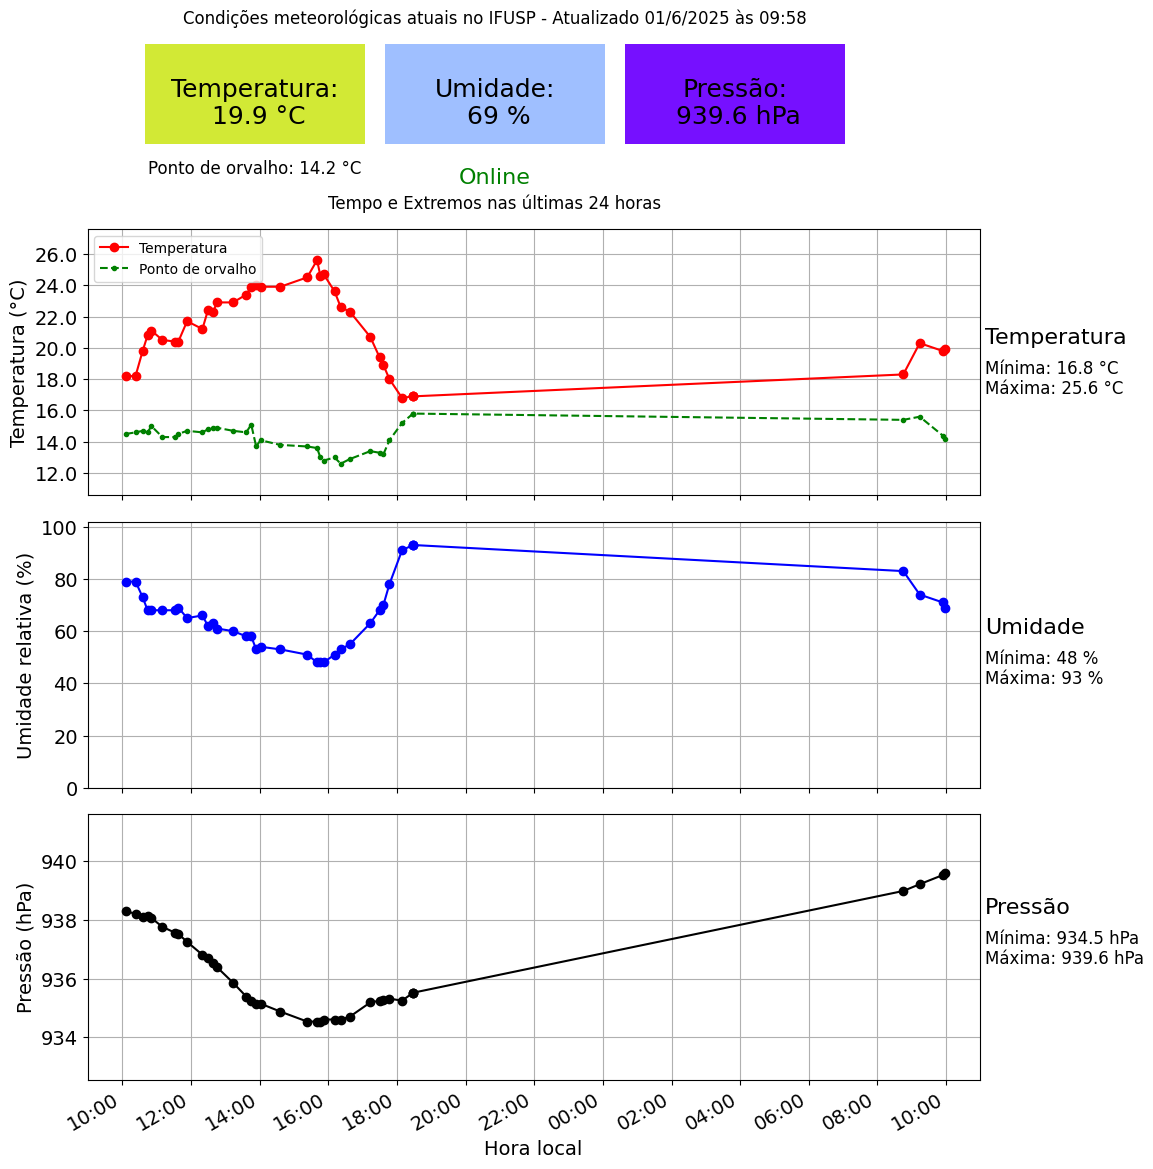 Condições meteorológicas atuais no IFUSP - Atualizado 01/6/2025 às 09:58
Temperatura:
19.9 °C
Umidade:
69 %
Pressão:
939.6 hPa
Ponto de orvalho: 14.2 °C
Online
Tempo e Extremos nas últimas 24 horas
Temperatura
Ponto de orvalho
Temperatura (°C)
26.0
24.0
22.0
20.0
18.0
16.0
14.0
12.0
Temperatura
Mínima: 16.8 °C
Máxima: 25.6 °C
Umidade relativa (%)
100
80
60
40
20
0
Umidade
Mínima: 48 %
Máxima: 93 %
Pressão (hPa)
940
938
936
934
Pressão
Mínima: 934.5 hPa
Máxima: 939.6 hPa
10:00 12:00 14:00 16:00 18:00 20:00 22:00 00:00 02:00 04:00 06:00 08:00 10:00
Hora local